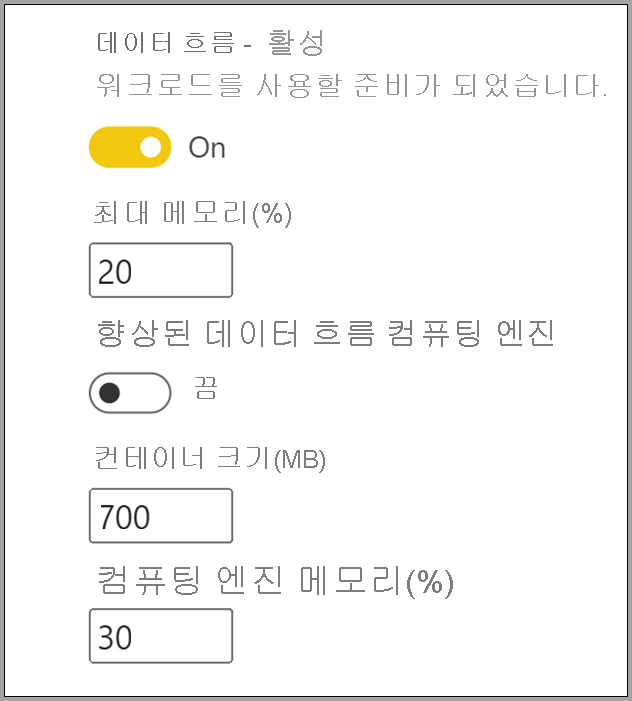 데이터 흐름 - 활성
워크로드를 사용할 준비가 되었습니다.
On
최대 메모리(%)
20
향상된 데이터 흐름 컴퓨팅 엔진
끔
컨테이너 크기(MB)
700
컴퓨팅 엔진 메모리(%)
30